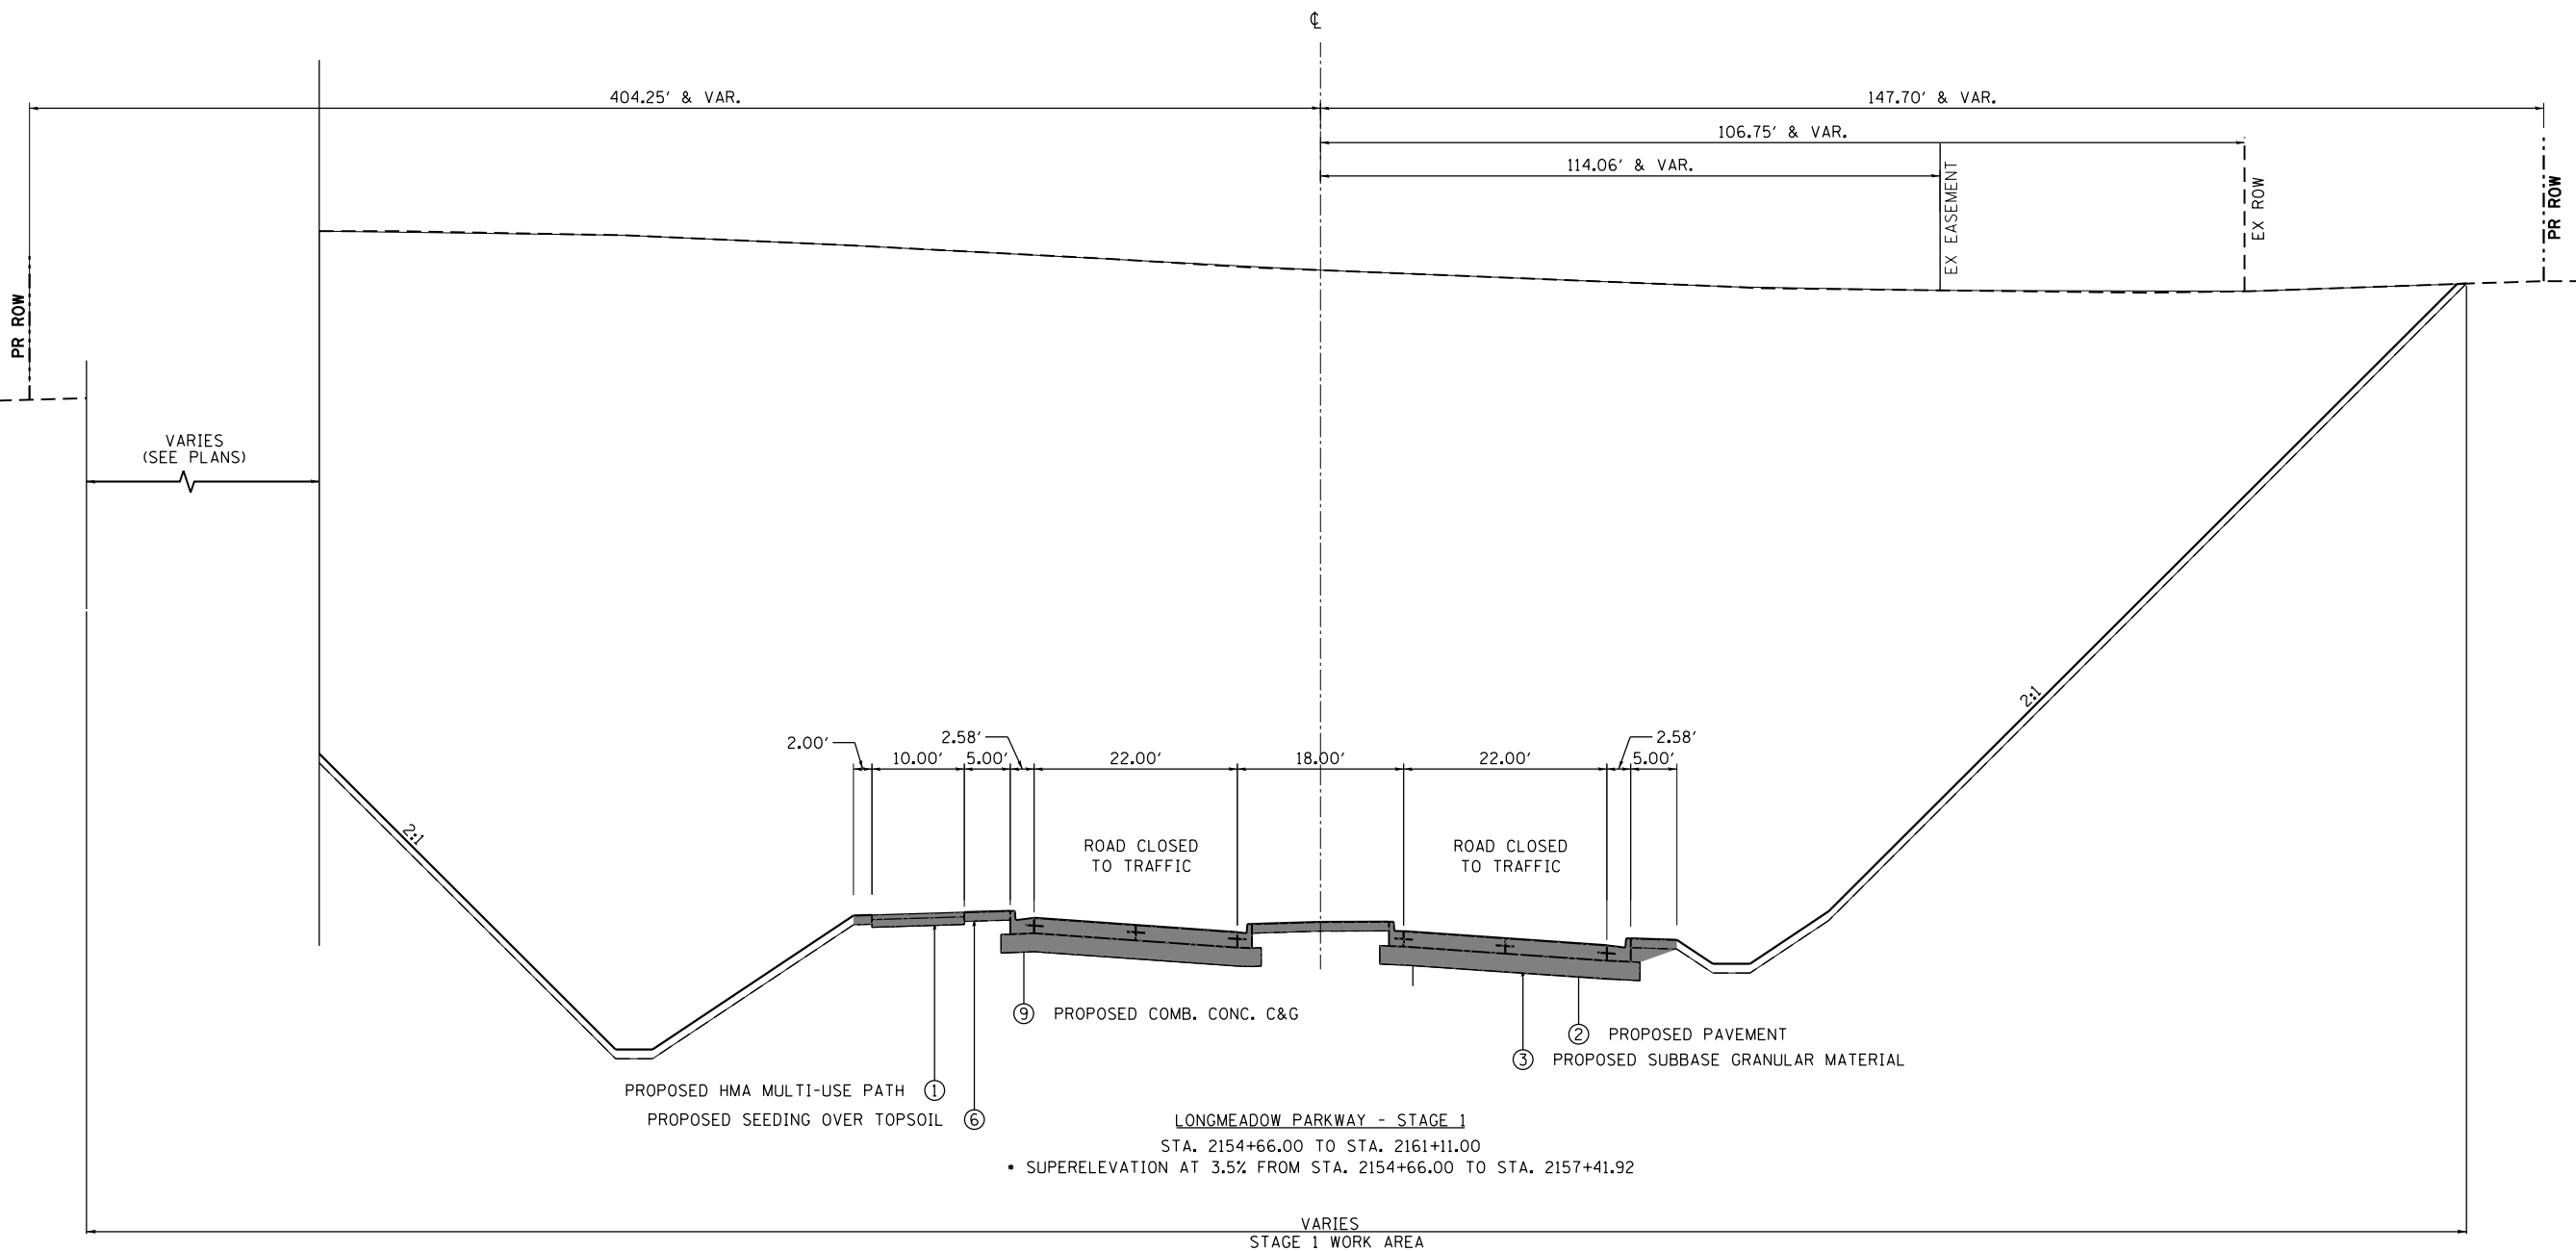 ℄
404.25' & VAR.
147.70' & VAR.
106.75' & VAR.
114.06' & VAR.
EX EASEMENT
EX ROW
PR ROW
PR ROW
VARIES
(SEE PLANS)
2:1
2:1
2.00'
10.00'
5.00'
2.58'
22.00'
18.00'
22.00'
2.58'
5.00'
ROAD CLOSED
TO TRAFFIC
ROAD CLOSED
TO TRAFFIC
9 PROPOSED COMB. CONC. C&G
2 PROPOSED PAVEMENT
3 PROPOSED SUBBASE GRANULAR MATERIAL
PROPOSED HMA MULTI-USE PATH 1
PROPOSED SEEDING OVER TOPSOIL 6
LONGMEADOW PARKWAY - STAGE 1
STA. 2154+66.00 TO STA. 2161+11.00
* SUPERELEVATION AT 3.5% FROM STA. 2154+66.00 TO STA. 2157+41.92
VARIES
STAGE 1 WORK AREA